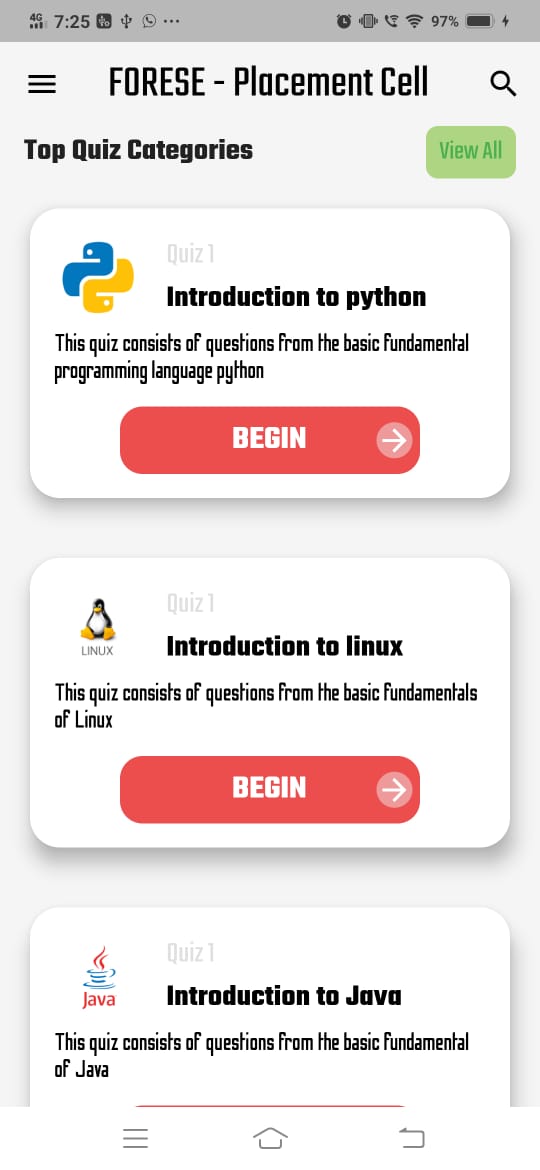 4G 7:25 97%
FORESE - Placement Cell
Top Quiz Categories
View All
Quiz 1
Introduction to python
This quiz consists of questions from the basic fundamental
programming language python
BEGIN
Quiz 1
LINUX
Introduction to linux
This quiz consists of questions from the basic fundamentals
of Linux
BEGIN
Quiz 1
Java
Introduction to Java
This quiz consists of questions from the basic fundamental
of Java